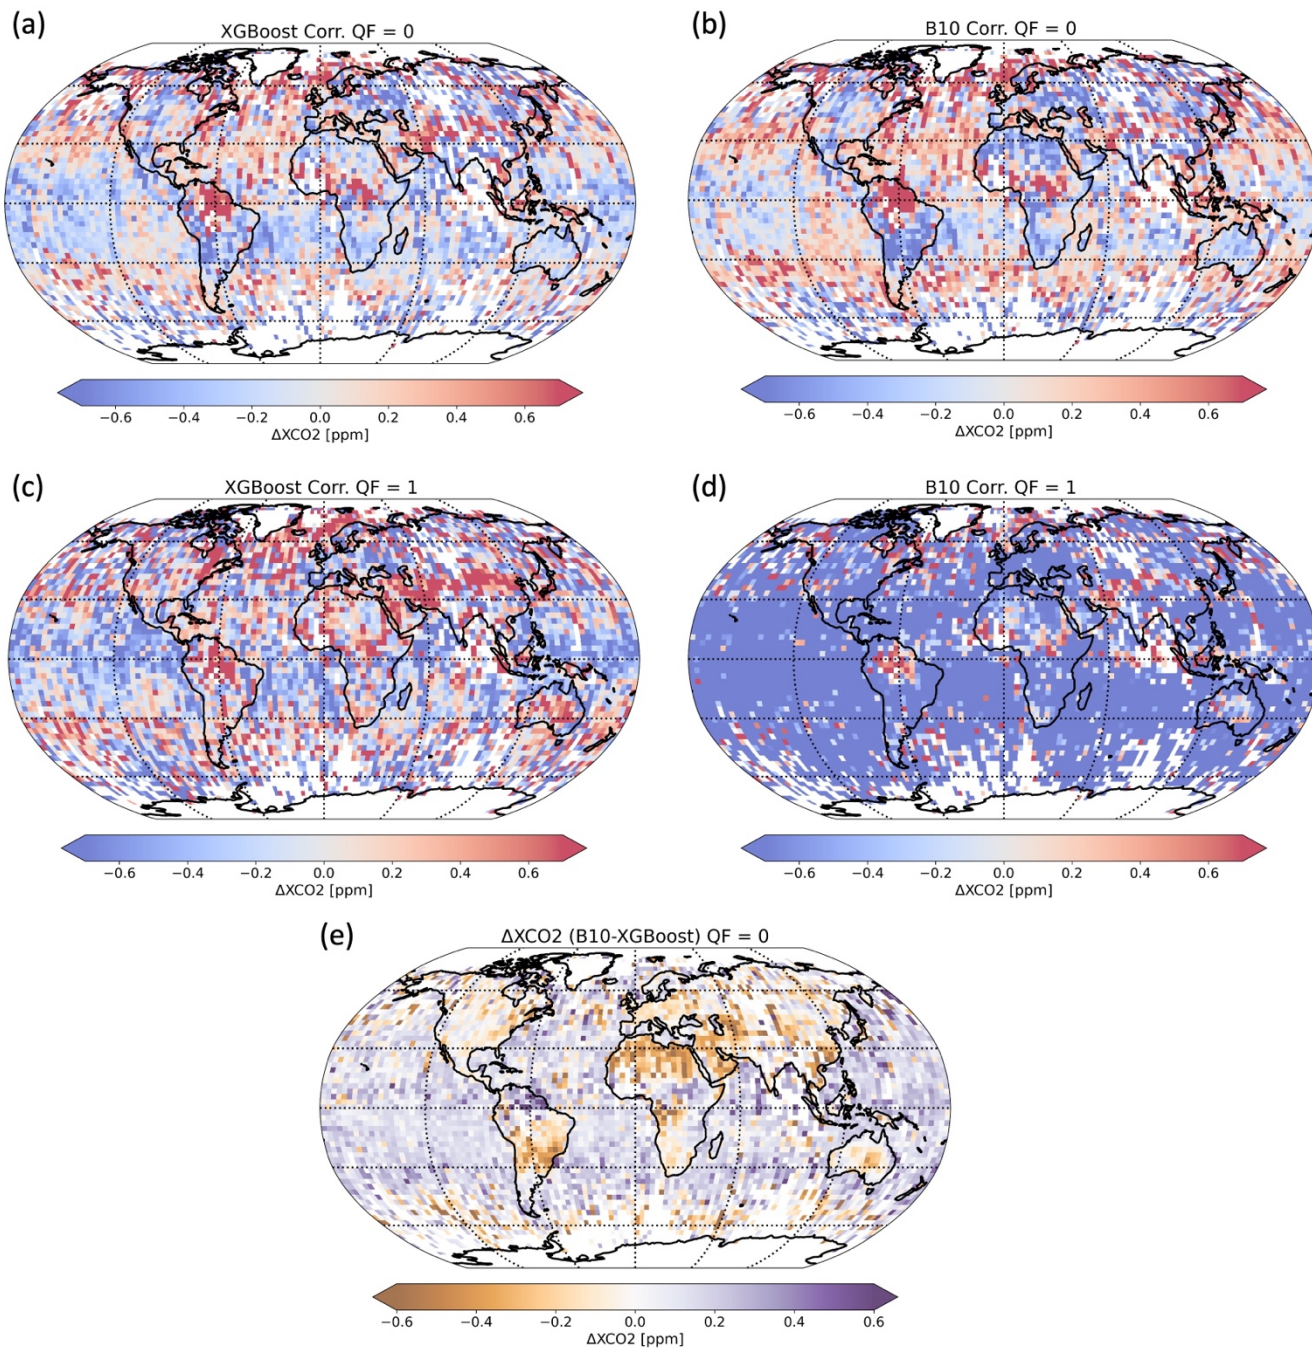 (a)
XGBoost Corr. QF = 0
−0.6 −0.4 −0.2 0.0 0.2 0.4 0.6
ΔXCO2 [ppm]
(b)
B10 Corr. QF = 0
−0.6 −0.4 −0.2 0.0 0.2 0.4 0.6
ΔXCO2 [ppm]
(c)
XGBoost Corr. QF = 1
−0.6 −0.4 −0.2 0.0 0.2 0.4 0.6
ΔXCO2 [ppm]
(d)
B10 Corr. QF = 1
−0.6 −0.4 −0.2 0.0 0.2 0.4 0.6
ΔXCO2 [ppm]
(e)
ΔXCO2 (B10-XGBoost) QF = 0
−0.6 −0.4 −0.2 0.0 0.2 0.4 0.6
ΔXCO2 [ppm]